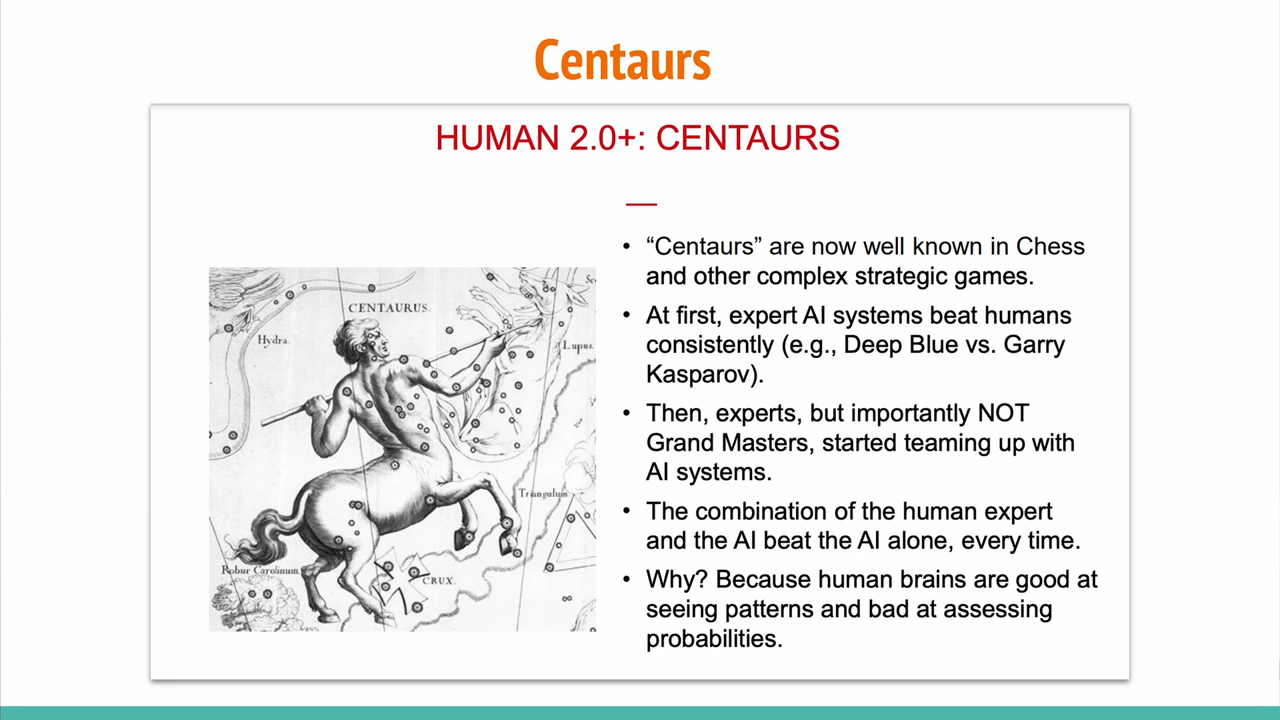 Centaurs
HUMAN 2.0+: CENTAURS
• “Centaurs” are now well known in Chess
and other complex strategic games.
• At first, expert AI systems beat humans
consistently (e.g., Deep Blue vs. Garry
Kasparov).
• Then, experts, but importantly NOT
Grand Masters, started teaming up with
AI systems.
• The combination of the human expert
and the AI beat the AI alone, every time.
• Why? Because human brains are good at
seeing patterns and bad at assessing
probabilities.
CENTAURUS.
Hydra.
Lupus
Triangulum
Robur Carolinum.
CRUX.